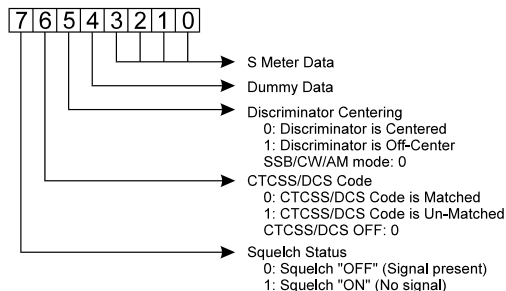 7 6 5 4 3 2 1 0
S Meter Data
Dummy Data
Discriminator Centering
0: Discriminator is Centered
1: Discriminator is Off-Center
SSB/CW/AM mode: 0
CTCSS/DCS Code
0: CTCSS/DCS Code is Matched
1: CTCSS/DCS Code is Un-Matched
CTCSS/DCS OFF: 0
Squelch Status
0: Squelch "OFF" (Signal present)
1: Squelch "ON" (No signal)